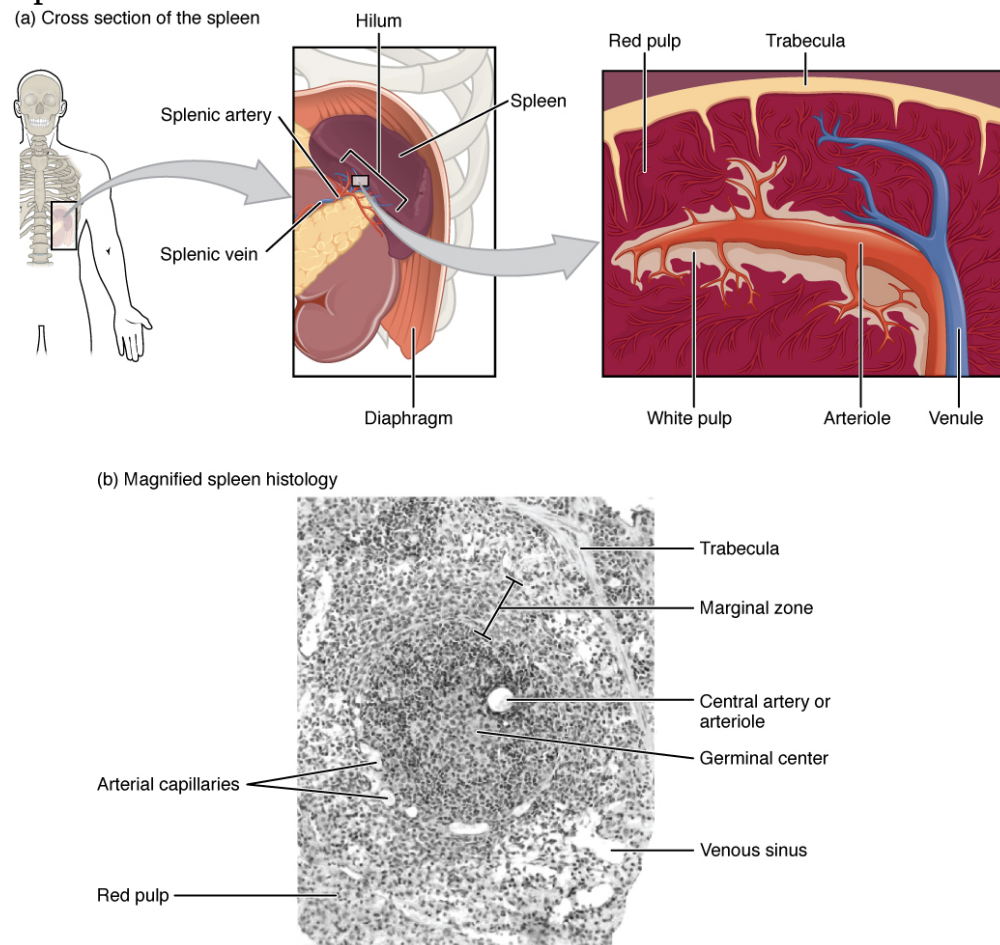 (a) Cross section of the spleen
Hilum
Splenic artery
Spleen
Splenic vein
Diaphragm
Red pulp
Trabecula
White pulp
Arteriole
Venule
(b) Magnified spleen histology
Trabecula
Marginal zone
Central artery or
arteriole
Germinal center
Arterial capillaries
Venous sinus
Red pulp